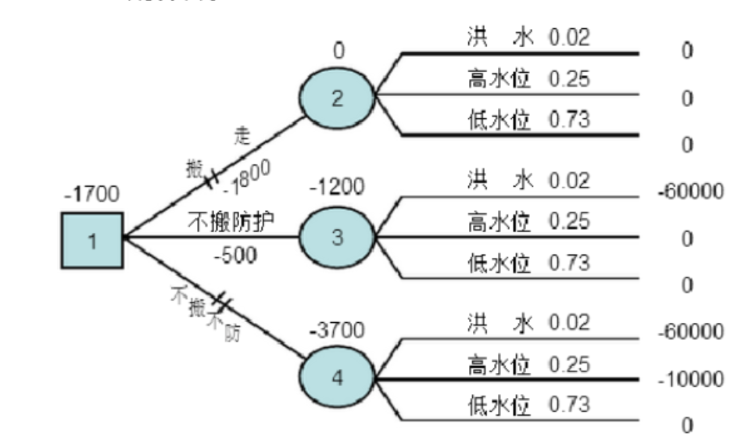 0
洪 水 0.02 0
高水位 0.25 0
2
低水位 0.73 0
搬 走
-1800
-1700
1
-1200
洪 水 0.02 -60000
不搬防护
高水位 0.25 0
3
-500
低水位 0.73 0
不搬不防
-3700
洪 水 0.02 -60000
高水位 0.25 -10000
4
低水位 0.73 0